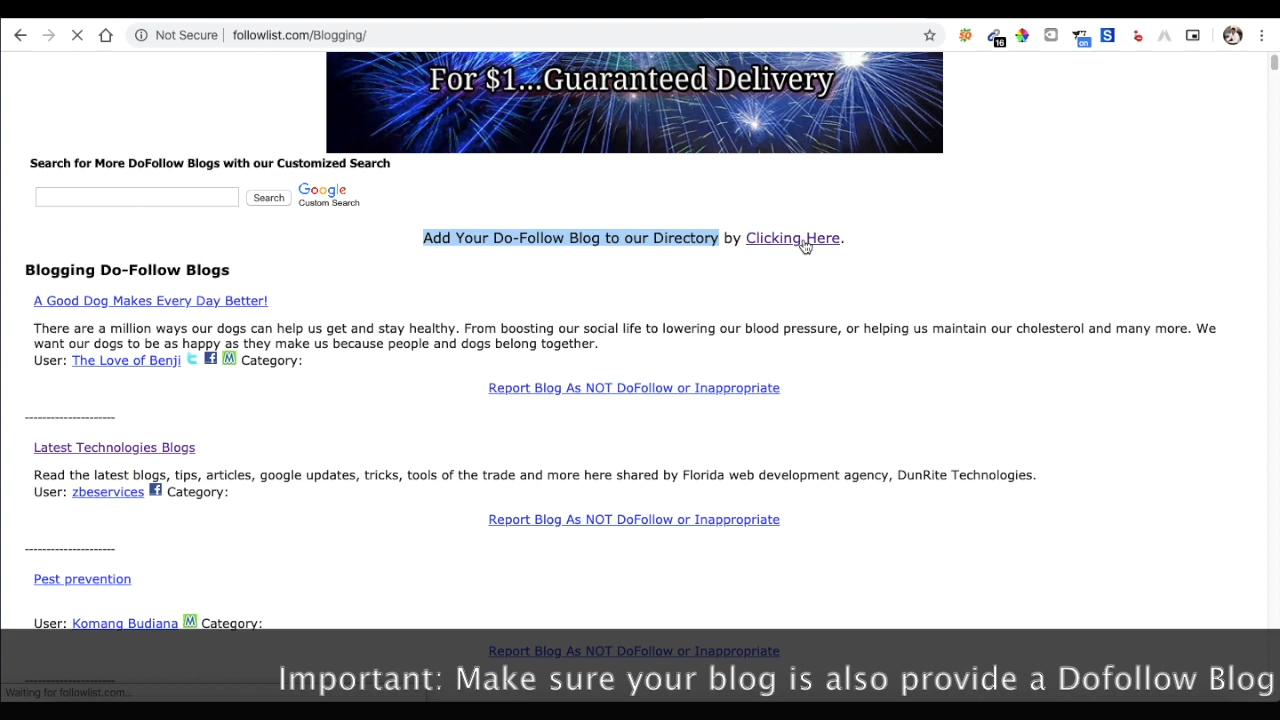 Not Secure | followlist.com/Blogging/
16
on
S
For $1...Guaranteed Delivery
Search for More DoFollow Blogs with our Customized Search
Search
Google
Custom Search
Add Your Do-Follow Blog to our Directory by Clicking Here.
Blogging Do-Follow Blogs
A Good Dog Makes Every Day Better!
There are a million ways our dogs can help us get and stay healthy. From boosting our social life to lowering our blood pressure, or helping us maintain our cholesterol and many more. We
want our dogs to be as happy as they make us because people and dogs belong together.
User: The Love of Benji t f M Category:
Report Blog As NOT DoFollow or Inappropriate
--------------------
Latest Technologies Blogs
Read the latest blogs, tips, articles, google updates, tricks, tools of the trade and more here shared by Florida web development agency, DunRite Technologies.
User: zbeservices f Category:
Report Blog As NOT DoFollow or Inappropriate
--------------------
Pest prevention
User: Komang Budiana M Category:
Report Blog As NOT DoFollow or Inappropriate
--------------------
Important: Make sure your blog is also provide a Dofollow Blog
Waiting for followlist.com...